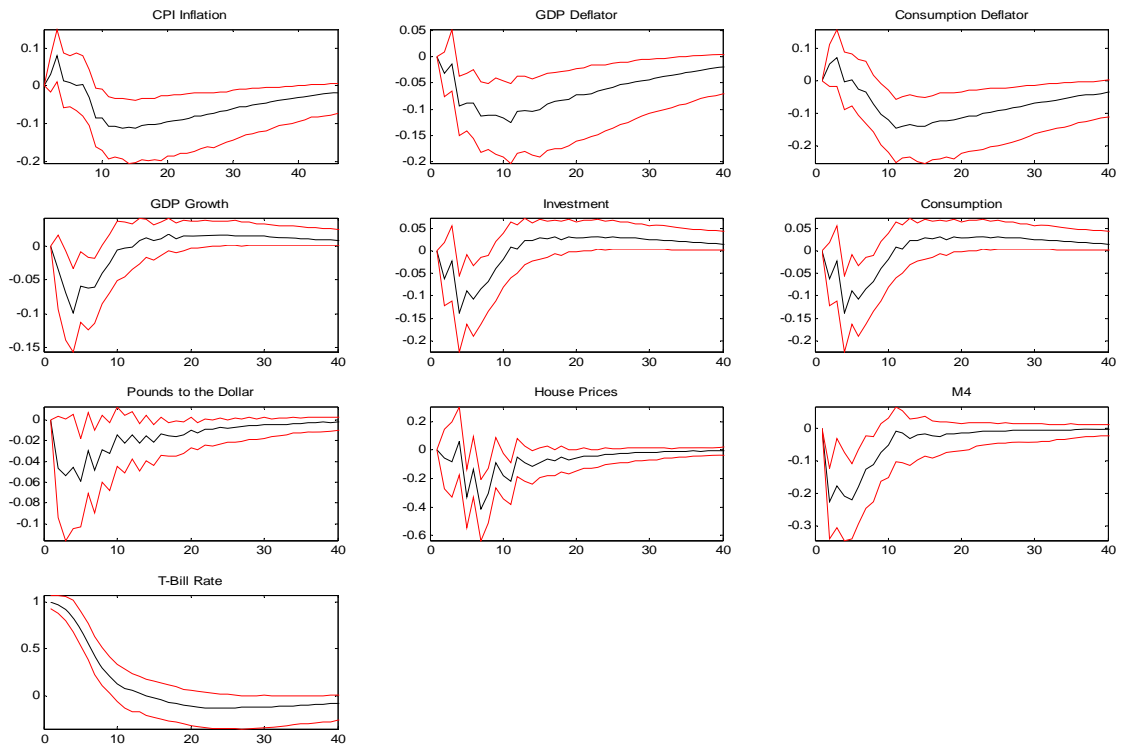 CPI Inflation
GDP Deflator
Consumption Deflator
0.1
0
-0.1
-0.2
10 20 30 40
0.05
0
-0.05
-0.1
-0.15
-0.2
0 10 20 30 40
0.1
0
-0.1
-0.2
0 10 20 30 40
GDP Growth
Investment
Consumption
0
-0.05
-0.1
-0.15
0 10 20 30 40
0.05
0
-0.05
-0.1
-0.15
-0.2
0 10 20 30 40
0.05
0
-0.05
-0.1
-0.15
-0.2
0 10 20 30 40
Pounds to the Dollar
House Prices
M4
0
-0.02
-0.04
-0.06
-0.08
-0.1
0 10 20 30 40
0.2
0
-0.2
-0.4
-0.6
0 10 20 30 40
0
-0.1
-0.2
-0.3
0 10 20 30 40
T-Bill Rate
1
0.5
0
0 10 20 30 40